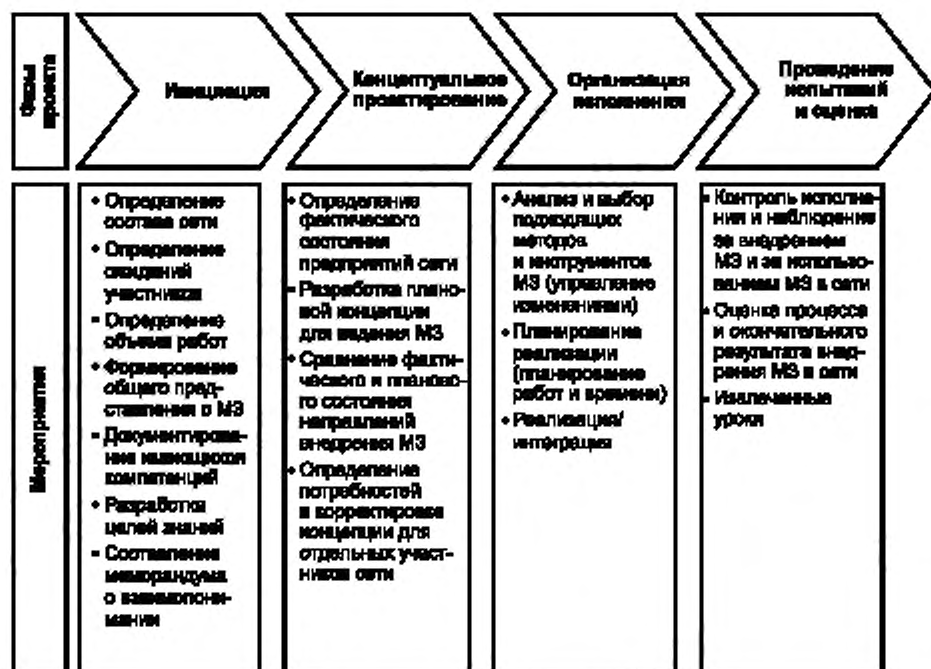 Фазы
проекта
Инициация
Концептуальное
проектирование
Организация
исполнения
Проведение
испытаний
и оценка
Мероприятия
• Определение
состава сети
• Определение
ожиданий
участников
• Определение
объема работ
• Формирование
общего пред-
ставления о МЗ
• Документирова-
ние имеющихся
компетенций
• Разработка
целей знаний
• Составление
меморандума
о взаимопони-
мании
• Определение
фактического
состояния
предприятий сети
• Разработка плано-
вой концепции
для ведения МЗ
• Сравнение факти-
ческого и планово-
го состояния
направлений
внедрения МЗ
• Определение
потребностей
в корректировке
концепции для
отдельных участ-
ников сети
• Анализ и выбор
подходящих
методов
и инструментов
МЗ (управление
изменениями)
• Планирование
реализации
(планирование
работ и времени)
• Реализация/
интеграция
• Контроль исполне-
ния и наблюдение
за внедрением
МЗ и за использо-
ванием МЗ в сети
• Оценка процесса
и окончательного
результата внед-
рения МЗ в сети
• Извлеченные
уроки